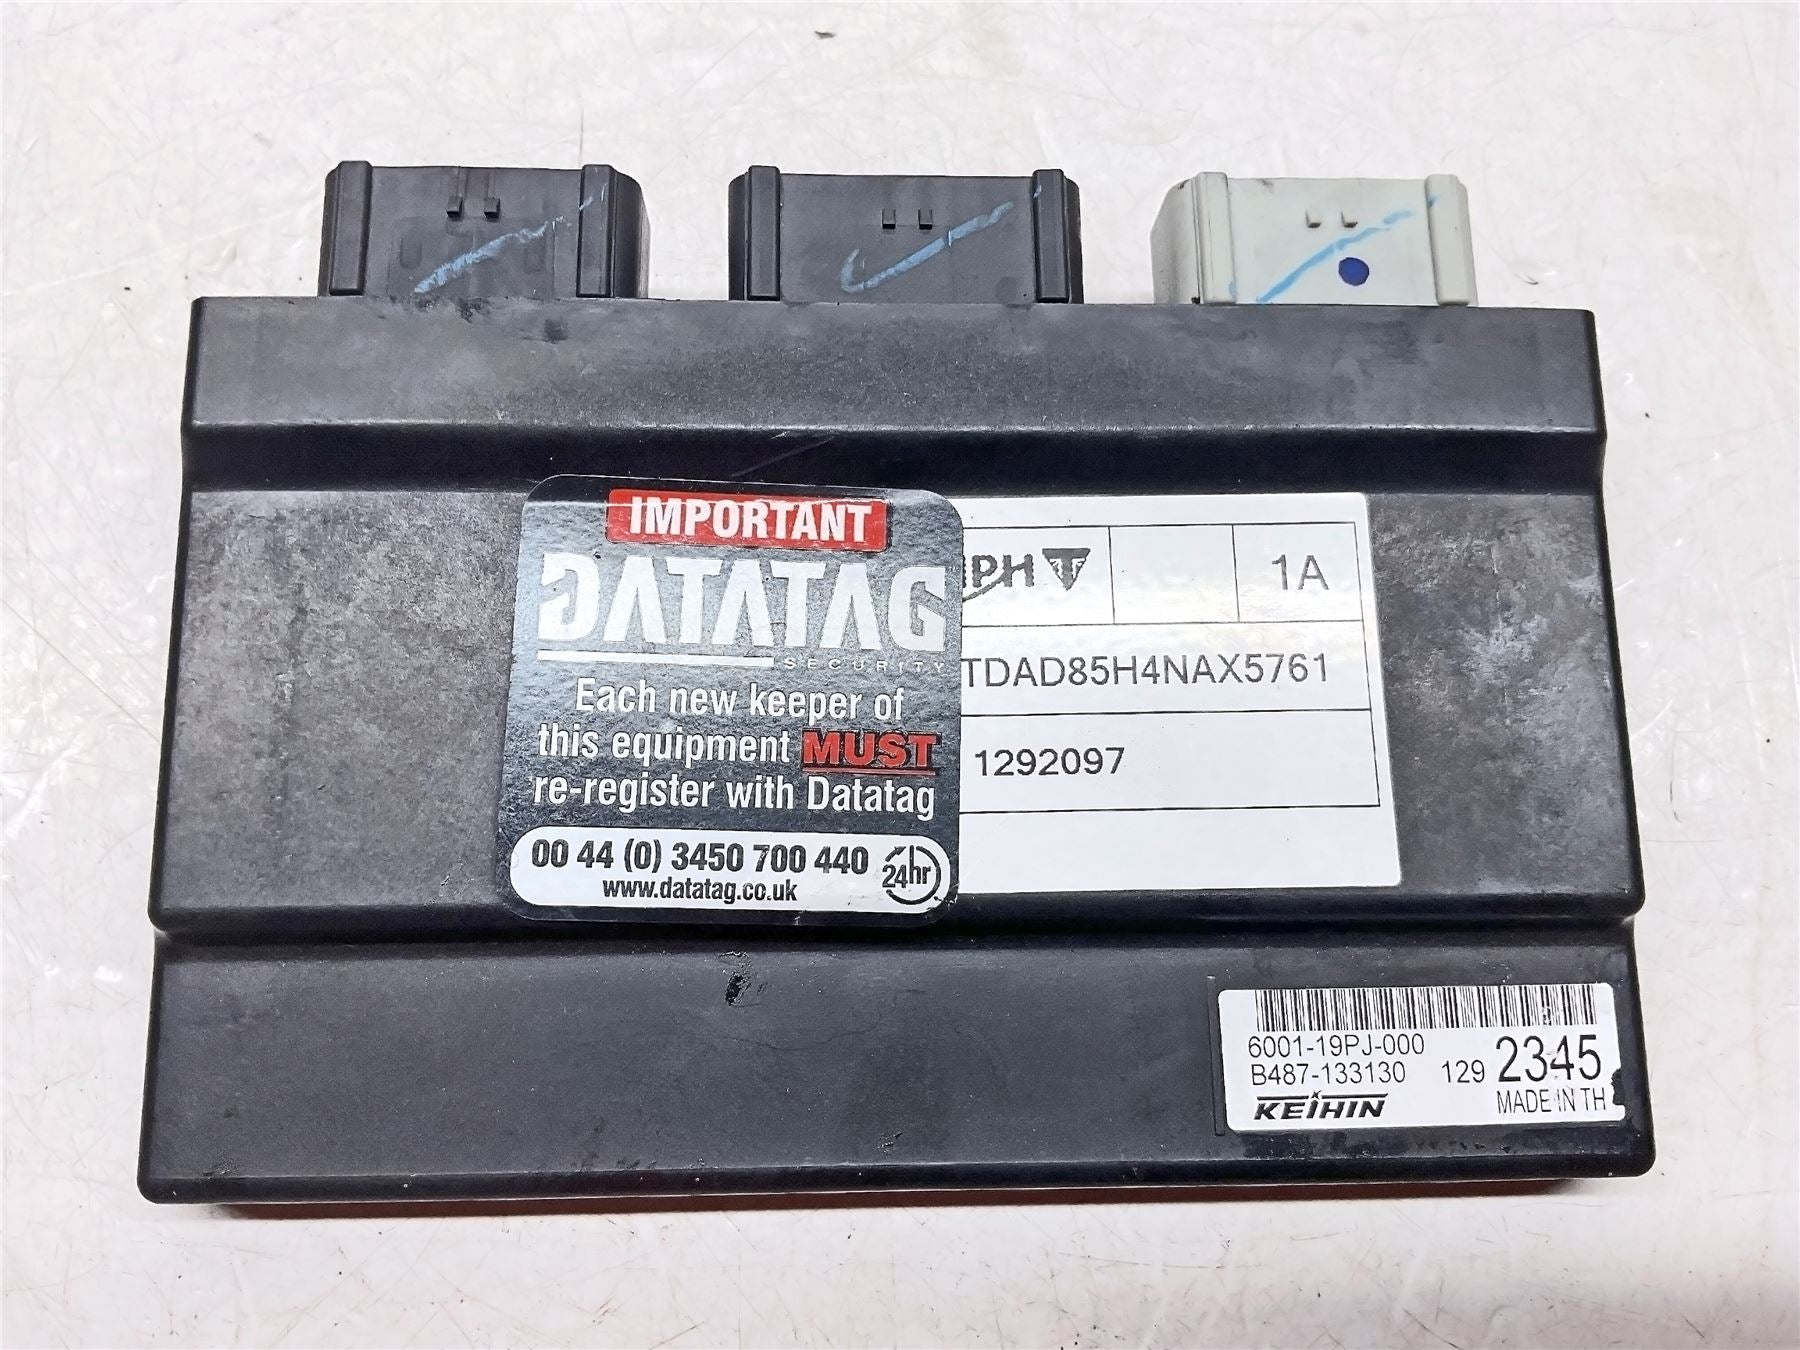 IMPORTANT
DATATAG
SECURITY
Each new keeper of
this equipment MUST
re-register with Datatag
00 44 (0) 3450 700 440
24hr
www.datatag.co.uk
MPH
1A
TDAD85H4NAX5761
1292097
6001-19PJ-000
B487-133130 129 2345
KEIHIN MADE IN TH